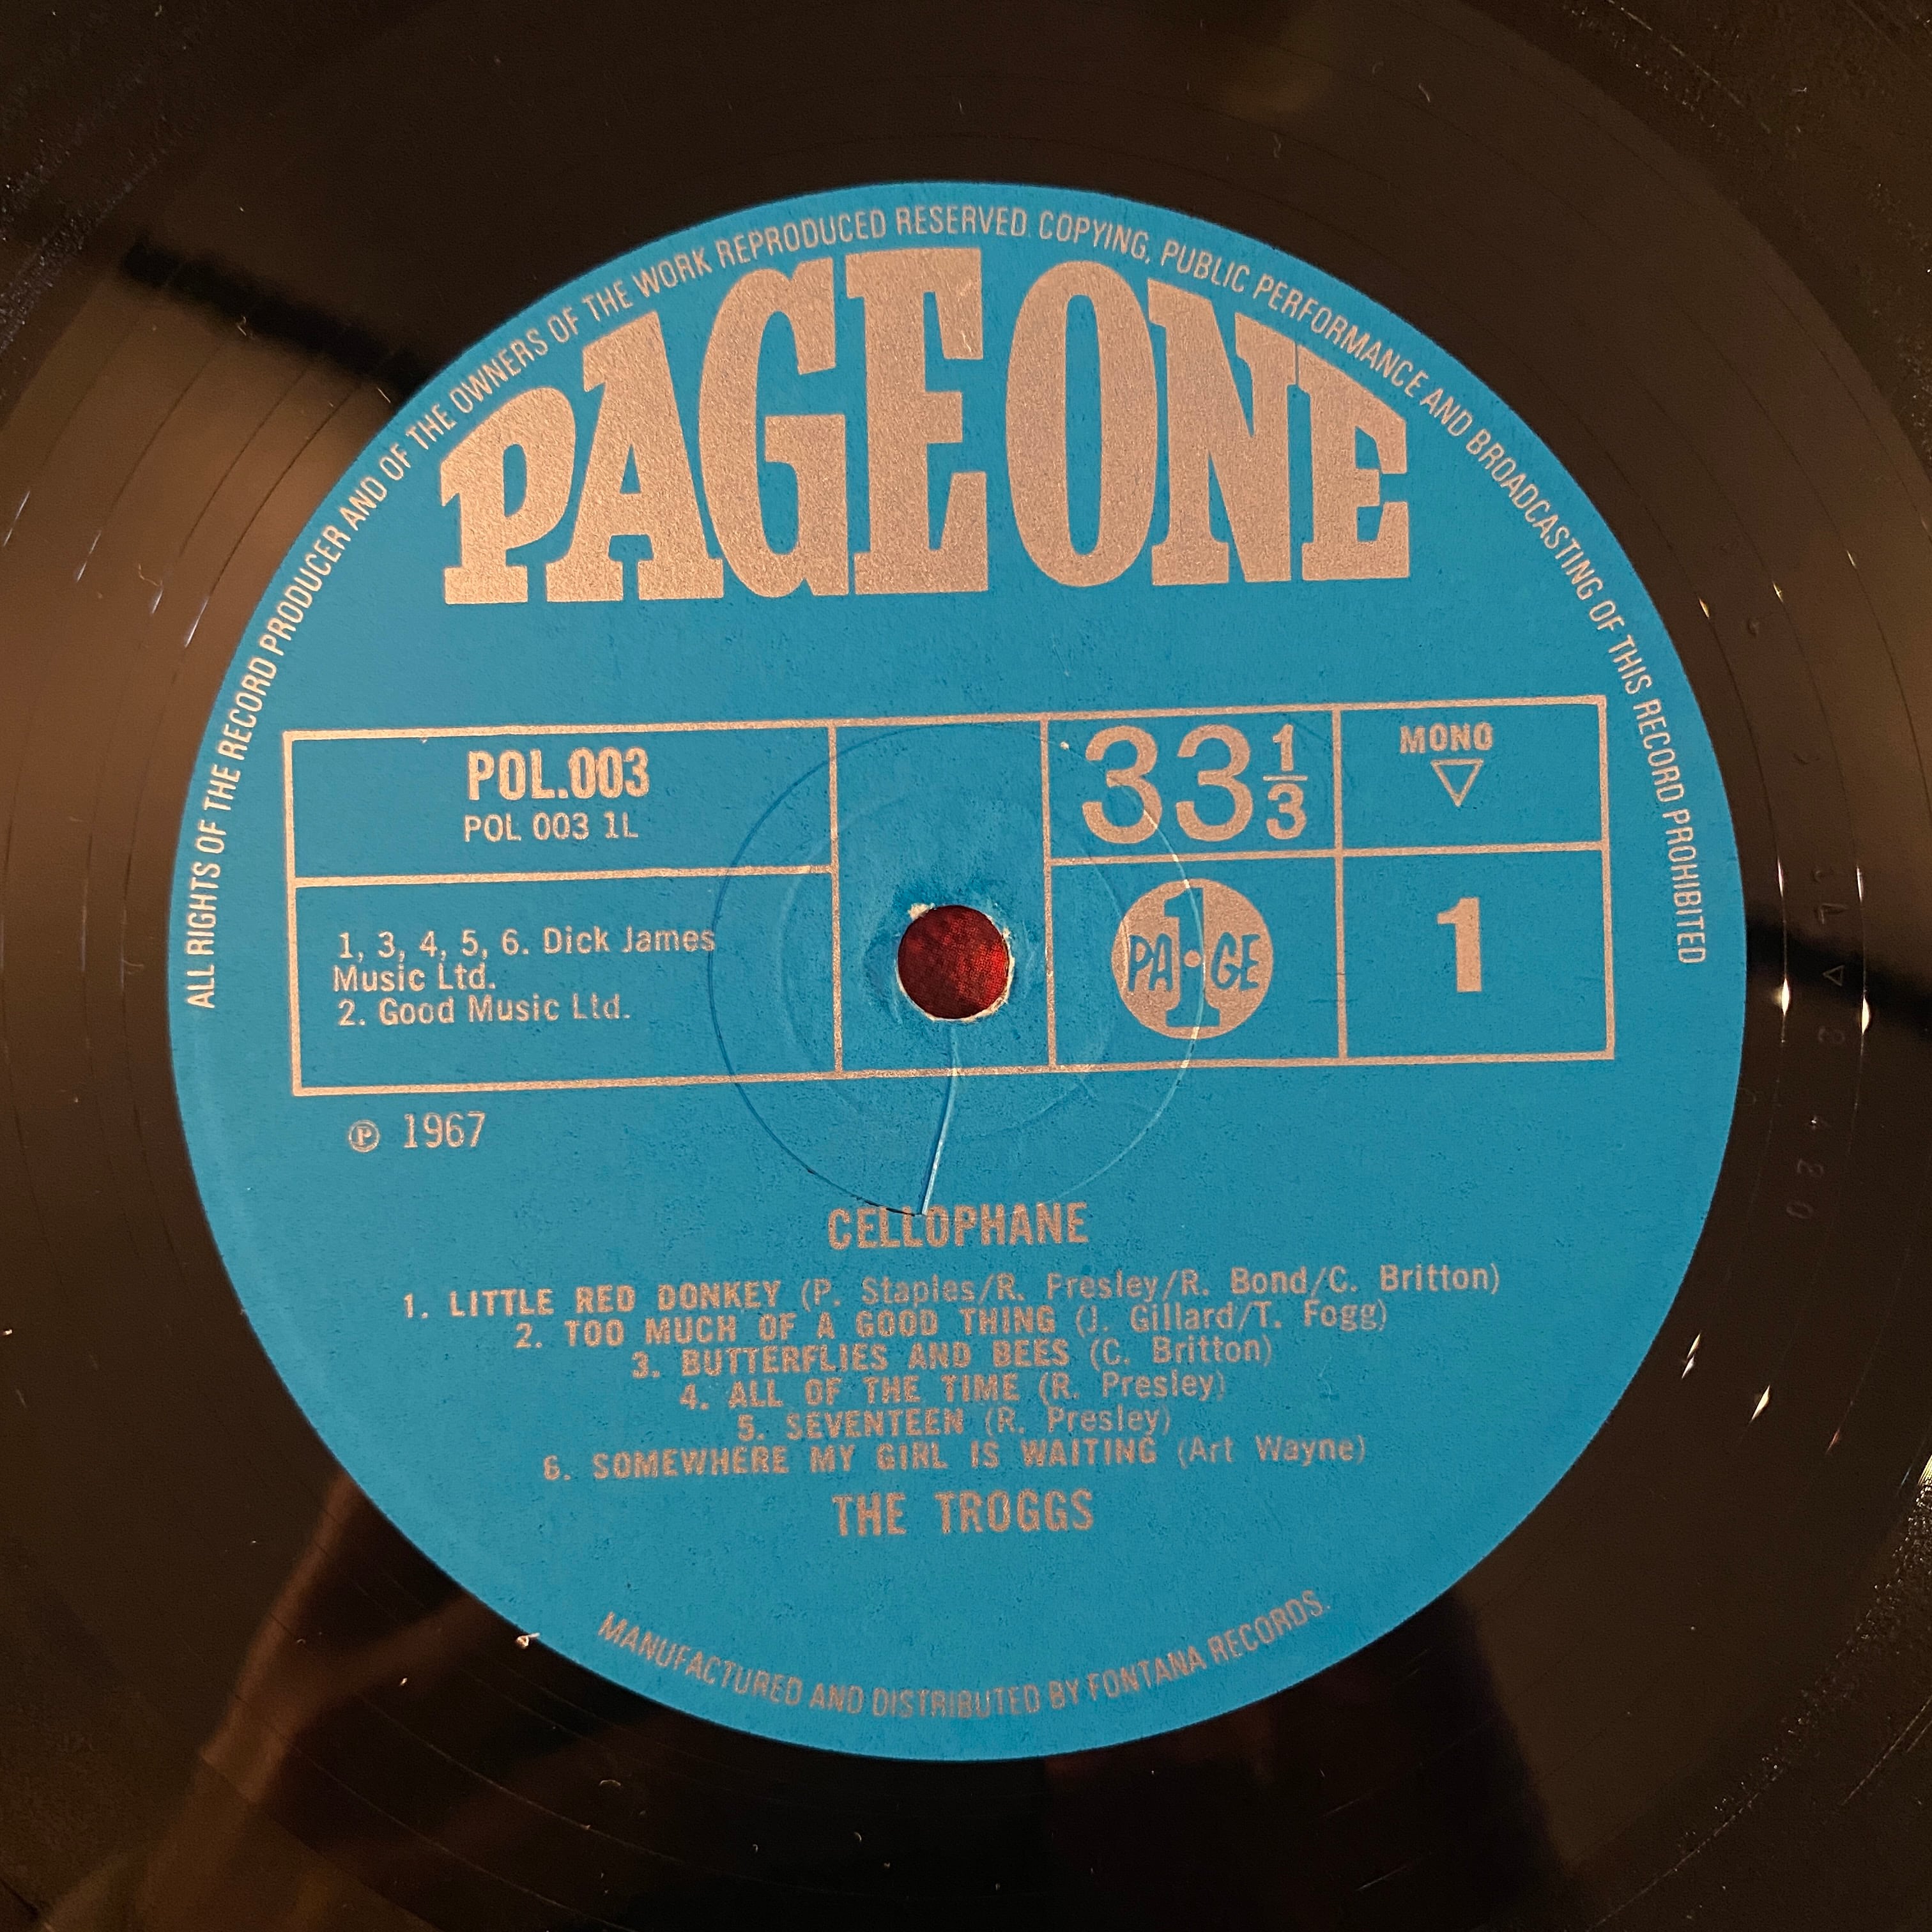 ALL RIGHTS OF THE RECORD PRODUCER AND OF THE OWNERS OF THE WORK REPRODUCED RESERVED. COPYING, PUBLIC PERFORMANCE AND BROADCASTING OF THIS RECORD PROHIBITED
PAGE ONE
POL.003
POL 003 1L
33 1/3
MONO
1, 3, 4, 5, 6. Dick James
Music Ltd.
2. Good Music Ltd.
PA1GE
1
℗ 1967
CELLOPHANE
1. LITTLE RED DONKEY (P. Staples/R. Presley/R. Bond/C. Britton)
2. TOO MUCH OF A GOOD THING (J. Gillard/T. Fogg)
3. BUTTERFLIES AND BEES (C. Britton)
4. ALL OF THE TIME (R. Presley)
5. SEVENTEEN (R. Presley)
6. SOMEWHERE MY GIRL IS WAITING (Art Wayne)
THE TROGGS
MANUFACTURED AND DISTRIBUTED BY FONTANA RECORDS.